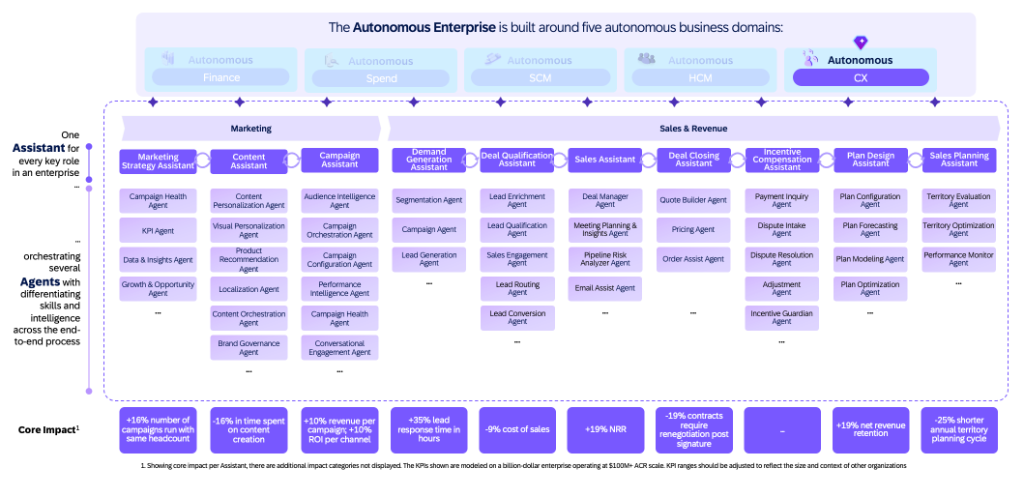 The Autonomous Enterprise is built around five autonomous business domains:
Autonomous
Finance
Autonomous
Spend
Autonomous
SCM
Autonomous
HCM
Autonomous
CX
One
Assistant for
every key role
in an enterprise
...
...
orchestrating
several
Agents with
differentiating
skills and
intelligence
across the end-
to-end process
Marketing
Sales & Revenue
Marketing
Strategy Assistant
Campaign Health
Agent
KPI Agent
Data & Insights Agent
Growth & Opportunity
Agent
...
Content
Assistant
Content
Personalization Agent
Visual Personalization
Agent
Product
Recommendation
Agent
Localization Agent
Content Orchestration
Agent
Brand Governance
Agent
...
Campaign
Assistant
Audience Intelligence
Agent
Campaign
Orchestration Agent
Campaign
Configuration Agent
Performance
Intelligence Agent
Campaign Health
Agent
Conversational
Engagement Agent
...
Demand
Generation
Assistant
Segmentation Agent
Campaign Agent
Lead Generation
Agent
...
Deal Qualification
Assistant
Lead Enrichment
Agent
Lead Qualification
Agent
Sales Engagement
Agent
Lead Routing
Agent
Lead Conversion
Agent
...
Sales Assistant
Deal Manager
Agent
Meeting Planning &
Insights Agent
Pipeline Risk
Analyzer Agent
Email Assist Agent
...
Deal Closing
Assistant
Quote Builder Agent
Pricing Agent
Order Assist Agent
...
Incentive
Compensation
Assistant
Payment Inquiry
Agent
Dispute Intake
Agent
Dispute Resolution
Agent
Adjustment
Agent
Incentive Guardian
Agent
...
Plan Design
Assistant
Plan Configuration
Agent
Plan Forecasting
Agent
Plan Modeling Agent
Plan Optimization
Agent
...
Sales Planning
Assistant
Territory Evaluation
Agent
Territory Optimization
Agent
Performance Monitor
Agent
...
Core Impact¹
+16% number of
campaigns run with
same headcount
-16% in time spent
on content
creation
+10% revenue per
campaign; +10%
ROI per channel
+35% lead
response time in
hours
-9% cost of sales
+19% NRR
-19% contracts
require
renegotiation post
signature
–
+19% net revenue
retention
-25% shorter
annual territory
planning cycle
1. Showing core impact per Assistant, there are additional impact categories not displayed. The KPIs shown are modeled on a billion-dollar enterprise operating at $100M+ ACR scale. KPI ranges should be adjusted to reflect the size and context of other organizations